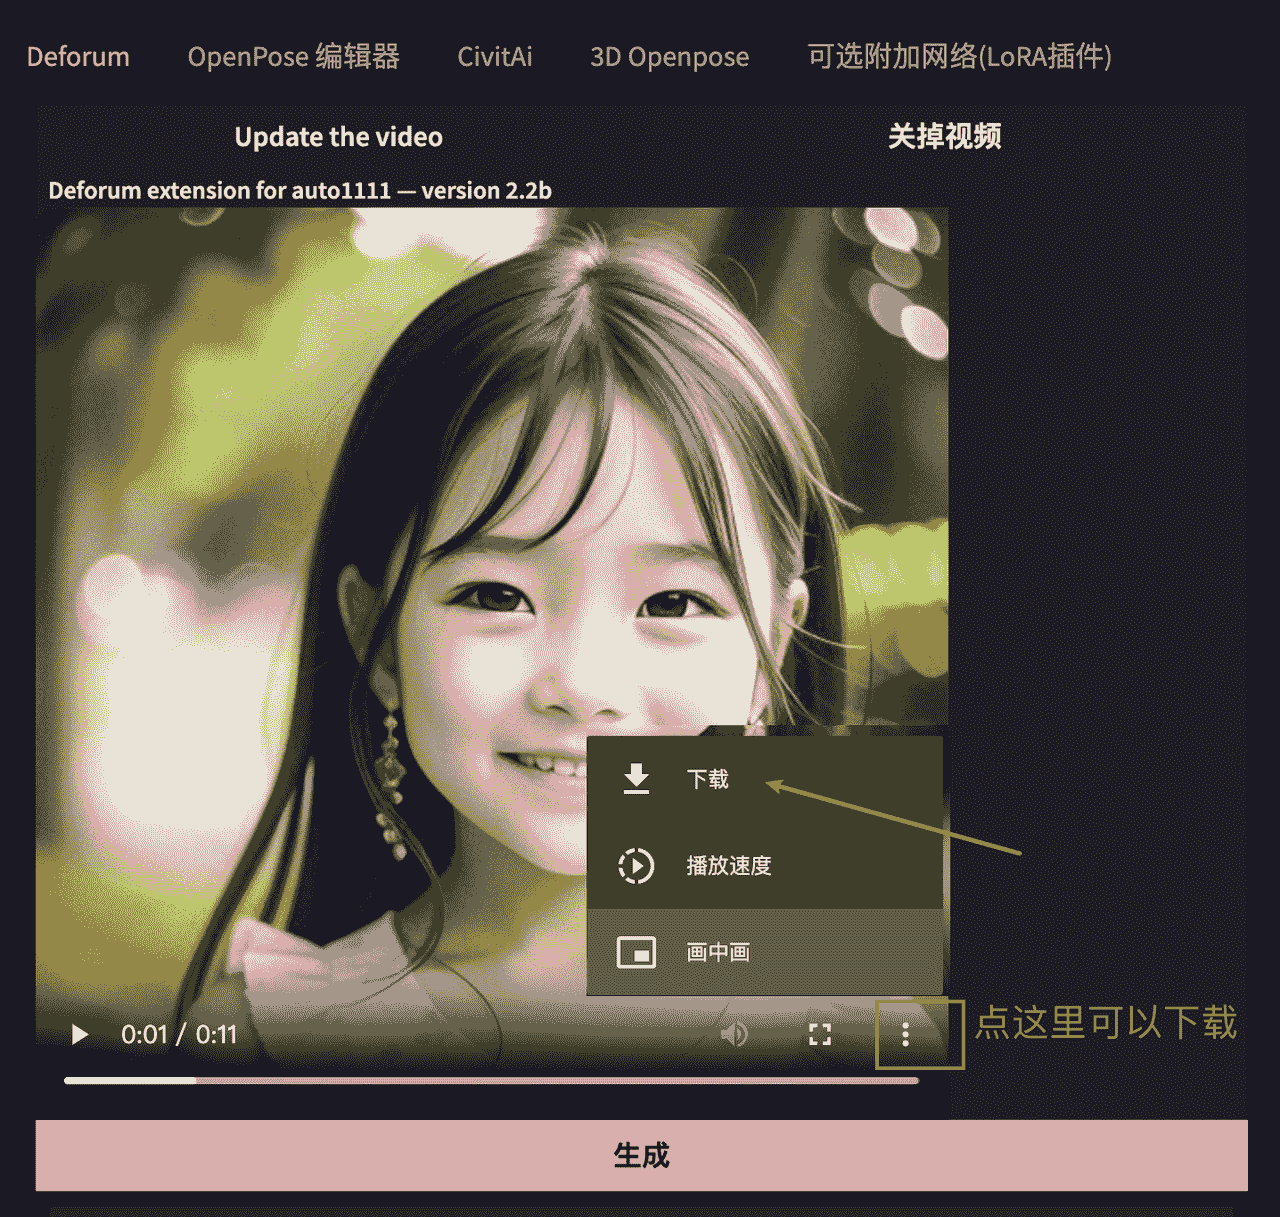 Deforum OpenPose 编辑器 CivitAi 3D Openpose 可选附加网络(LoRA插件)
Update the video 关掉视频
Deforum extension for auto1111 — version 2.2b
下载
播放速度
画中画
0:01 / 0:11
点这里可以下载
生成